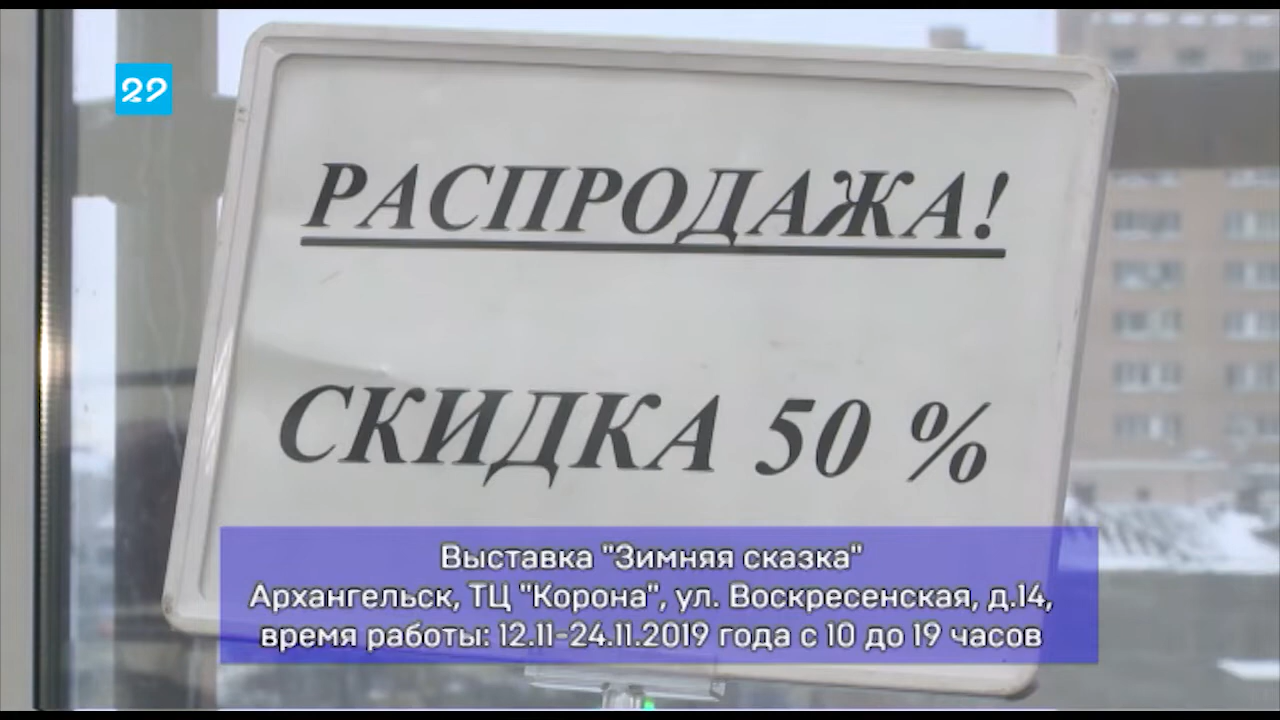 29
РАСПРОДАЖА!
СКИДКА 50 %
Выставка "Зимняя сказка"
Архангельск, ТЦ "Корона", ул. Воскресенская, д.14,
время работы: 12.11-24.11.2019 года с 10 до 19 часов